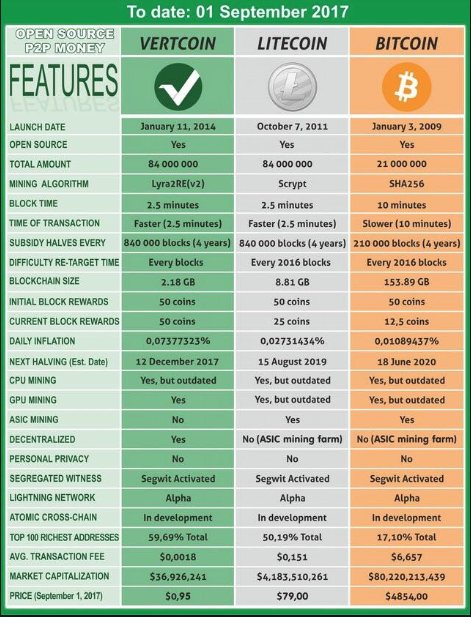 To date: 01 September 2017
OPEN SOURCE
P2P MONEY
VERTCOIN LITECOIN BITCOIN
FEATURES
LAUNCH DATE January 11, 2014 October 7, 2011 January 3, 2009
OPEN SOURCE Yes Yes Yes
TOTAL AMOUNT 84 000 000 84 000 000 21 000 000
MINING ALGORITHM Lyra2RE(v2) Scrypt SHA256
BLOCK TIME 2.5 minutes 2.5 minutes 10 minutes
TIME OF TRANSACTION Faster (2.5 minutes) Faster (2.5 minutes) Slower (10 minutes)
SUBSIDY HALVES EVERY 840 000 blocks (4 years) 840 000 blocks (4 years) 210 000 blocks (4 years)
DIFFICULTY RE-TARGET TIME Every blocks Every 2016 blocks Every 2016 blocks
BLOCKCHAIN SIZE 2.18 GB 8.81 GB 153.89 GB
INITIAL BLOCK REWARDS 50 coins 50 coins 50 coins
CURRENT BLOCK REWARDS 50 coins 25 coins 12,5 coins
DAILY INFLATION 0,07377323% 0,02731434% 0,01089437%
NEXT HALVING (Est. Date) 12 December 2017 15 August 2019 18 June 2020
CPU MINING Yes, but outdated Yes, but outdated Yes, but outdated
GPU MINING Yes Yes, but outdated Yes, but outdated
ASIC MINING No Yes Yes
DECENTRALIZED Yes No (ASIC mining farm) No (ASIC mining farm)
PERSONAL PRIVACY No No No
SEGREGATED WITNESS Segwit Activated Segwit Activated Segwit Activated
LIGHTNING NETWORK Alpha Alpha Alpha
ATOMIC CROSS-CHAIN In development In development In development
TOP 100 RICHEST ADDRESSES 59,69% Total 50,19% Total 17,10% Total
AVG. TRANSACTION FEE $0,0018 $0,151 $6,657
MARKET CAPITALIZATION $36,926,241 $4,183,510,261 $80,220,213,439
PRICE (September 1, 2017) $0,95 $79,00 $4854,00